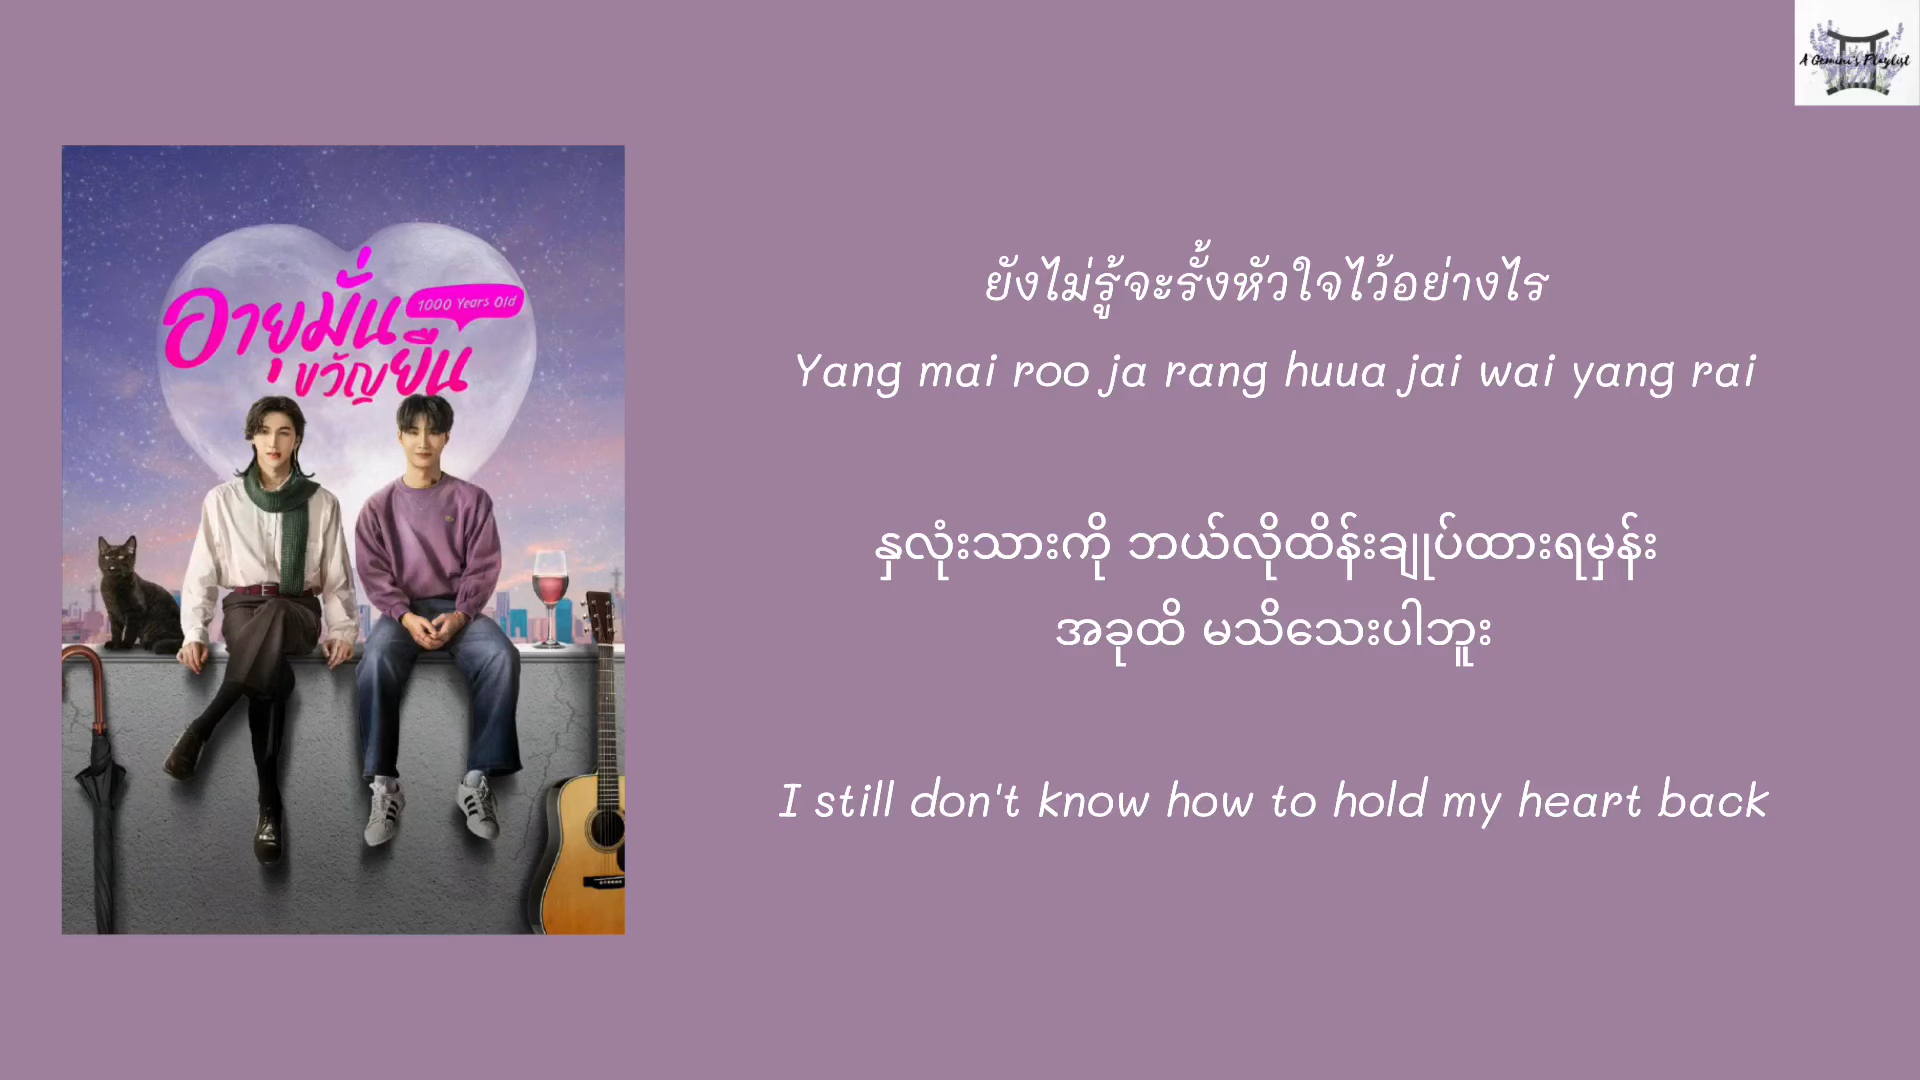 A Gemini's Playlist
อายุมั่น
1000 Years Old
ขวัญยืน
ยังไม่รู้จะรั้งหัวใจไว้อย่างไร
Yang mai roo ja rang huua jai wai yang rai
နှလုံးသားကို ဘယ်လိုထိန်းချုပ်ထားရမှန်း
အခုထိ မသိသေးပါဘူး
I still don't know how to hold my heart back